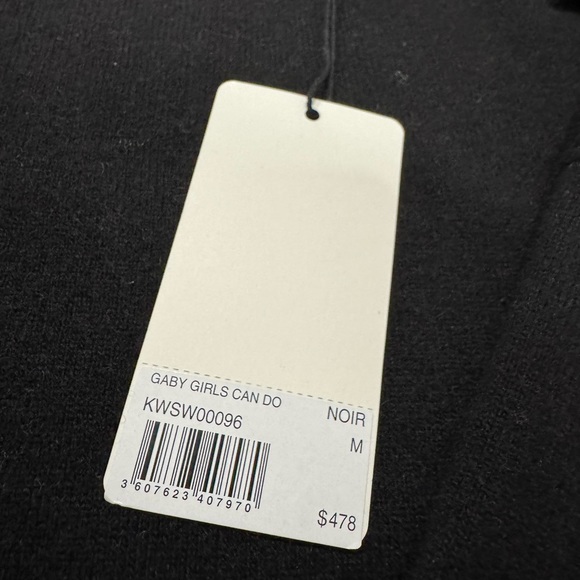 GABY GIRLS CAN DO
KWSW00096
NOIR
M
3 607623 407970
$478